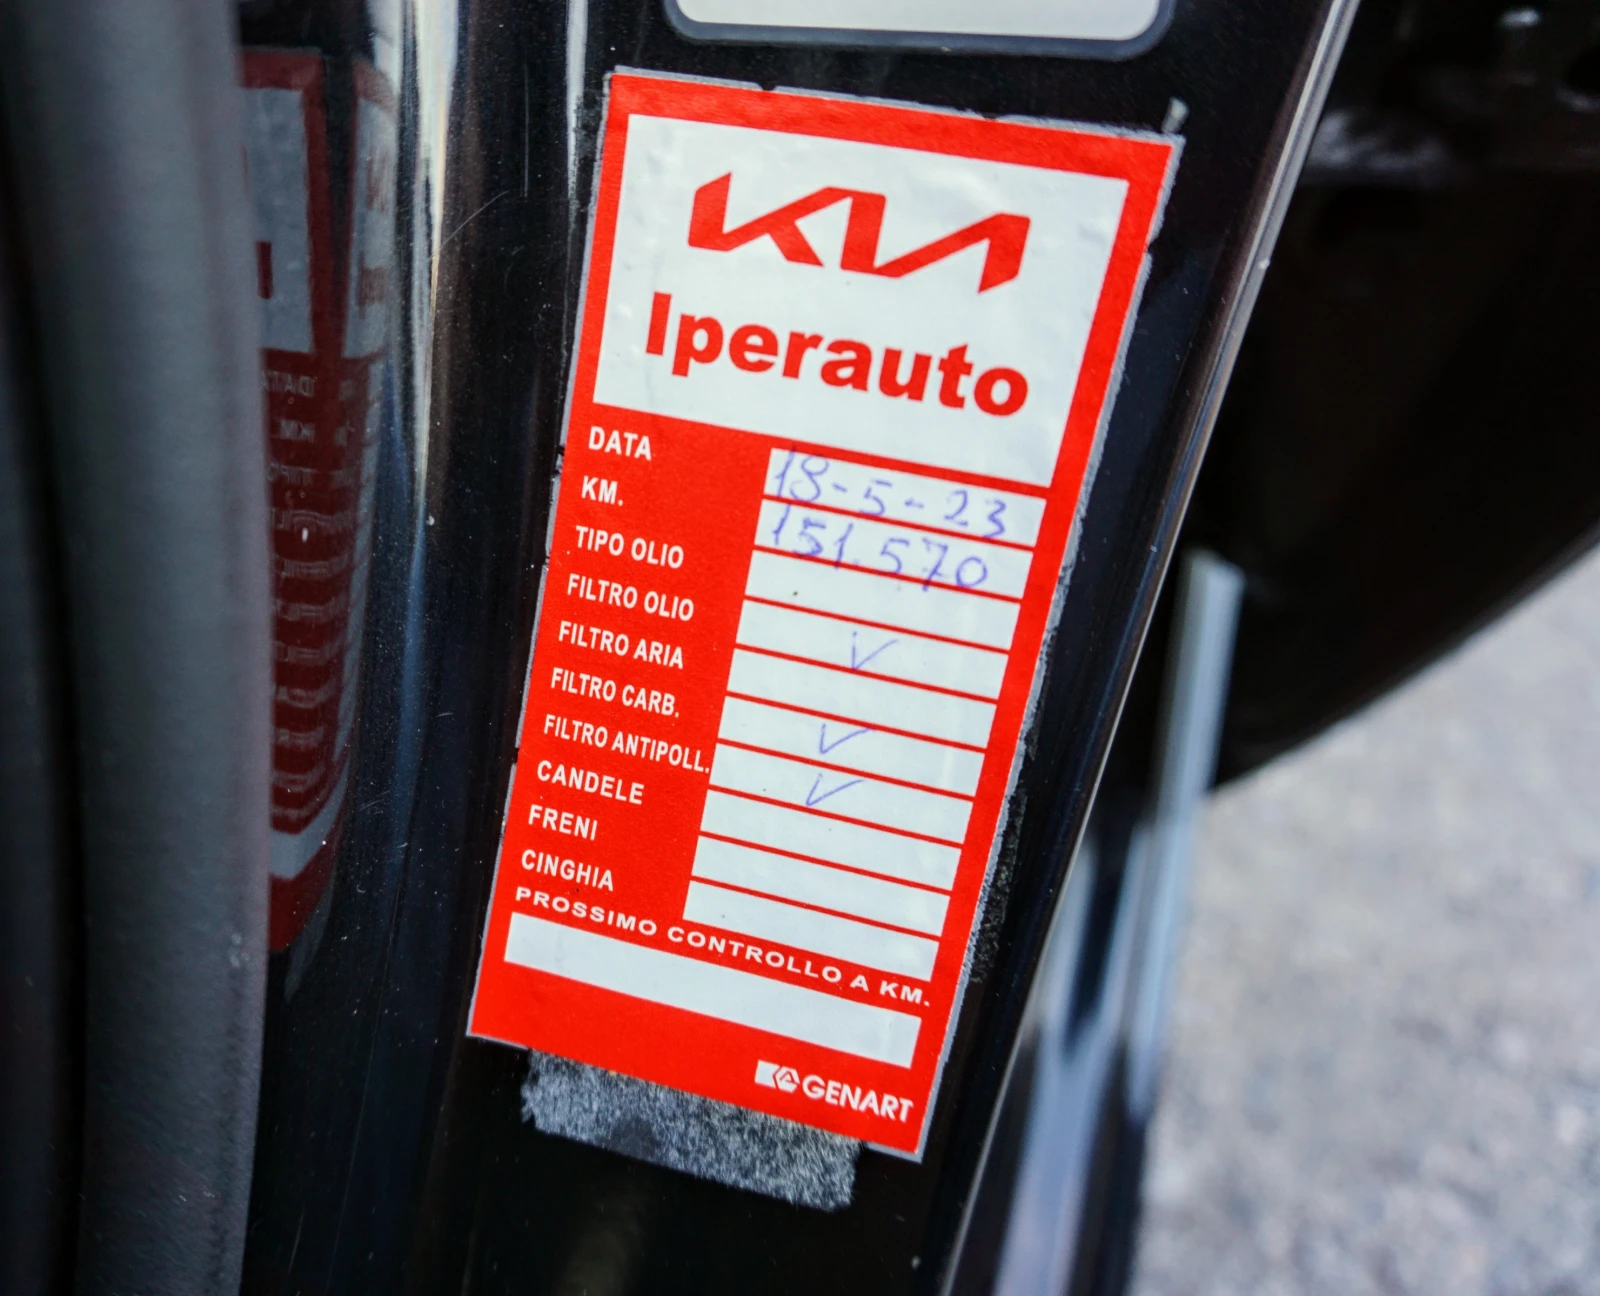 KIA
Iperauto
DATA 18-5-23
KM. 151.570
TIPO OLIO
FILTRO OLIO ✓
FILTRO ARIA
FILTRO CARB. ✓
FILTRO ANTIPOLL. ✓
CANDELE
FRENI
CINGHIA
PROSSIMO CONTROLLO A KM.
GENART